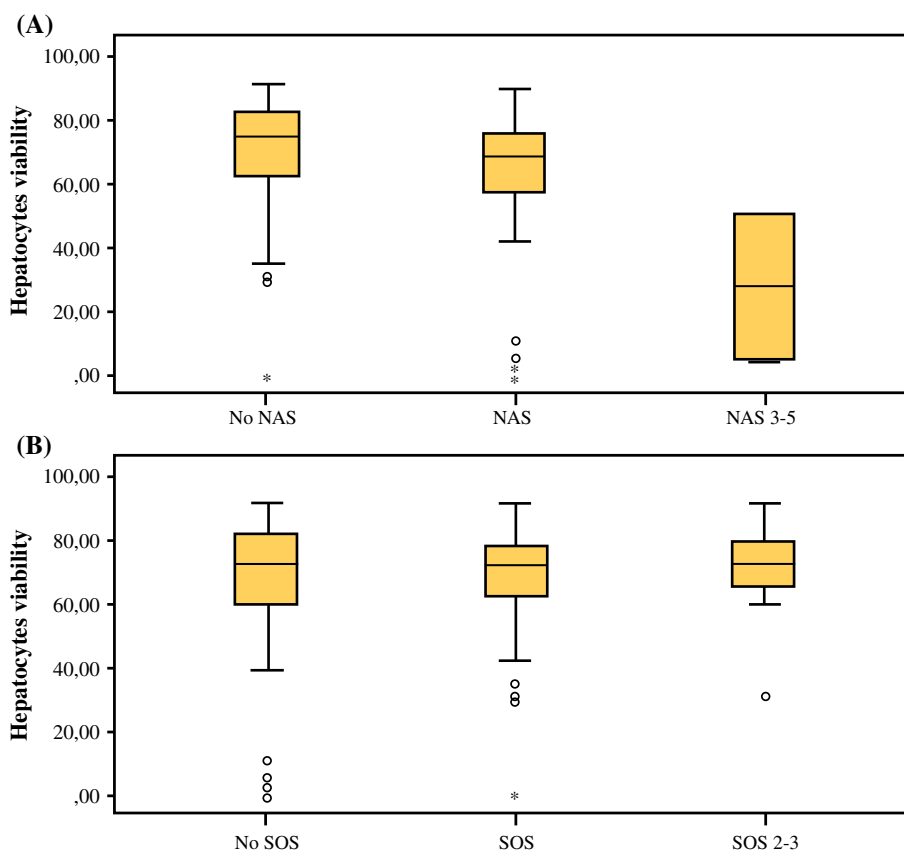 (A)
Hepatocytes viability
100,00
80,00
60,00
40,00
20,00
,00
No NAS NAS NAS 3-5
(B)
Hepatocytes viability
100,00
80,00
60,00
40,00
20,00
,00
No SOS SOS SOS 2-3